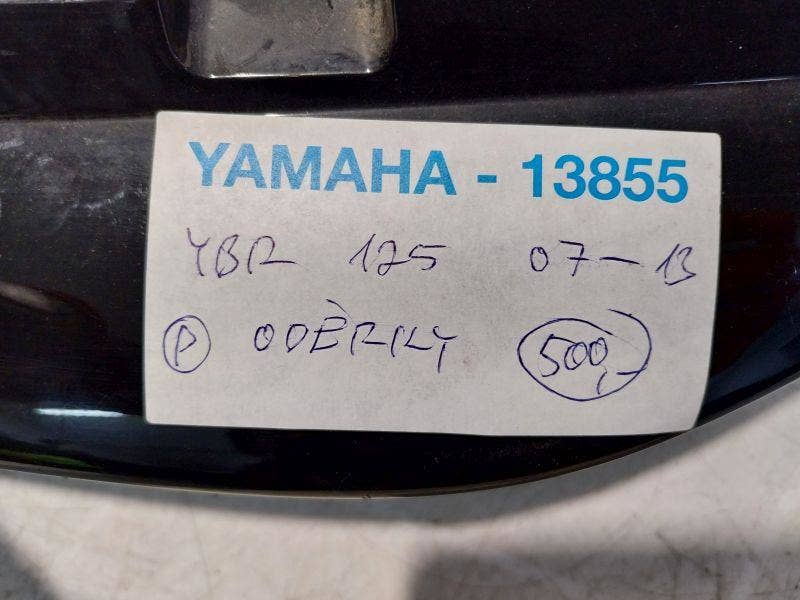 YAMAHA - 13855
YBR 125 07-13
P ODĚRKY 500,-